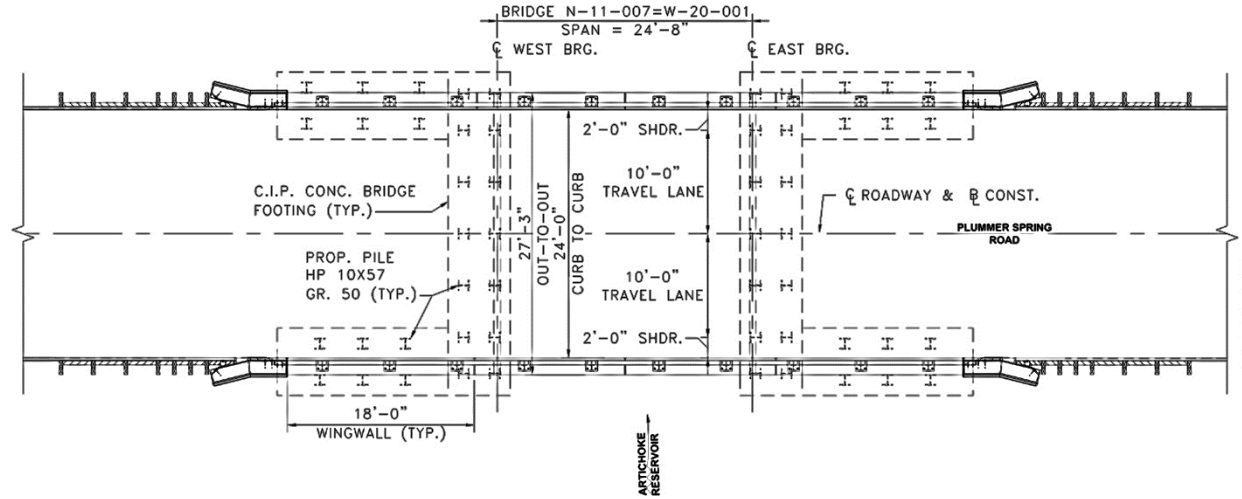 BRIDGE N-11-007=W-20-001
SPAN = 24'-8"
℄ WEST BRG.
℄ EAST BRG.
2'-0" SHDR.
10'-0"
TRAVEL LANE
C.I.P. CONC. BRIDGE
FOOTING (TYP.)
℄ ROADWAY & BL CONST.
PLUMMER SPRING
ROAD
27'-3"
OUT-TO-OUT
24'-0"
CURB TO CURB
PROP. PILE
HP 10X57
GR. 50 (TYP.)
10'-0"
TRAVEL LANE
2'-0" SHDR.
18'-0"
WINGWALL (TYP.)
ARTICHOKE
RESERVOIR